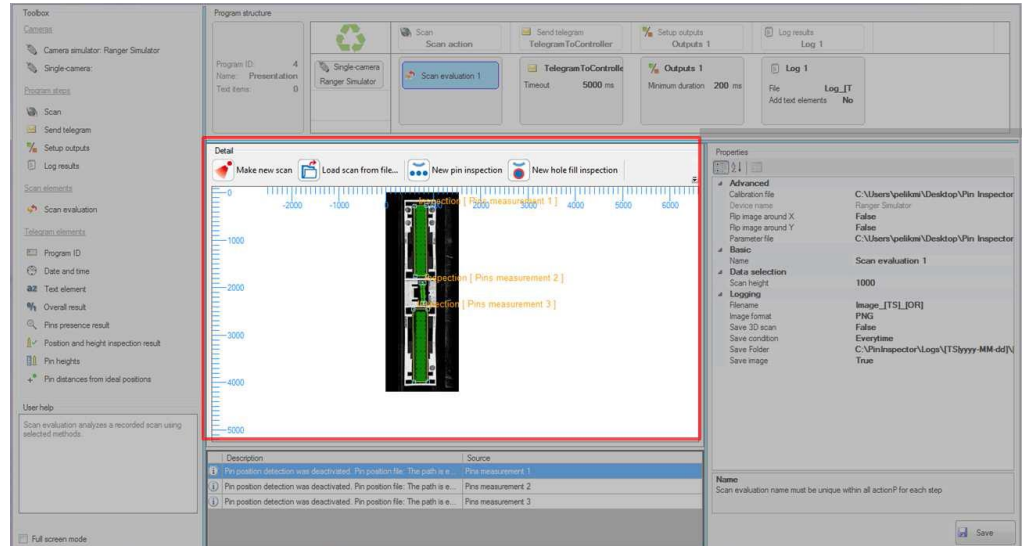 Toolbox
Cameras
Camera simulator: Ranger Simulator
Single-camera:
Program steps
Scan
Send telegram
Setup outputs
Log results
Scan elements
Scan evaluation
Telegram elements
Program ID
Date and time
Text element
Overall result
Pins presence result
Position and height inspection result
Pin heights
Pin distances from ideal positions
User help
Scan evaluation analyzes a recorded scan using
selected methods.
Full screen mode
Program structure
Program ID: 4
Name: Presentation
Text items: 0
Single-camera
Ranger Simulator
Scan
Scan action
Scan evaluation 1
Send telegram
TelegramToController
TelegramToControlle
Timeout 5000 ms
Setup outputs
Outputs 1
Outputs 1
Minimum duration 200 ms
Log results
Log 1
Log 1
File Log_[T
Add text elements No
Detail
Make new scan
Load scan from file...
New pin inspection
New hole fill inspection
0
-2000 -1000 0 2000 3000 4000 5000 6000
1000
2000
3000
4000
5000
Inspection [ Pins measurement 1 ]
Inspection [ Pins measurement 2 ]
Inspection [ Pins measurement 3 ]
Description Source
Pin position detection was deactivated. Pin position file: The path is e... Pins measurement 1
Pin position detection was deactivated. Pin position file: The path is e... Pins measurement 2
Pin position detection was deactivated. Pin position file: The path is e... Pins measurement 3
Properties
Advanced
Calibration file C:\Users\pelikmi\Desktop\Pin Inspector
Device name Ranger Simulator
Flip image around X False
Flip image around Y False
Parameter file C:\Users\pelikmi\Desktop\Pin Inspector
Basic
Name Scan evaluation 1
Data selection
Scan height 1000
Logging
Filename Image_[TS]_[OR]
Image format PNG
Save 3D scan False
Save condition Everytime
Save Folder C:\PinInspector\Logs\[TS|yyyy-MM-dd]\
Save image True
Name
Scan evaluation name must be unique within all actionP for each step
Save